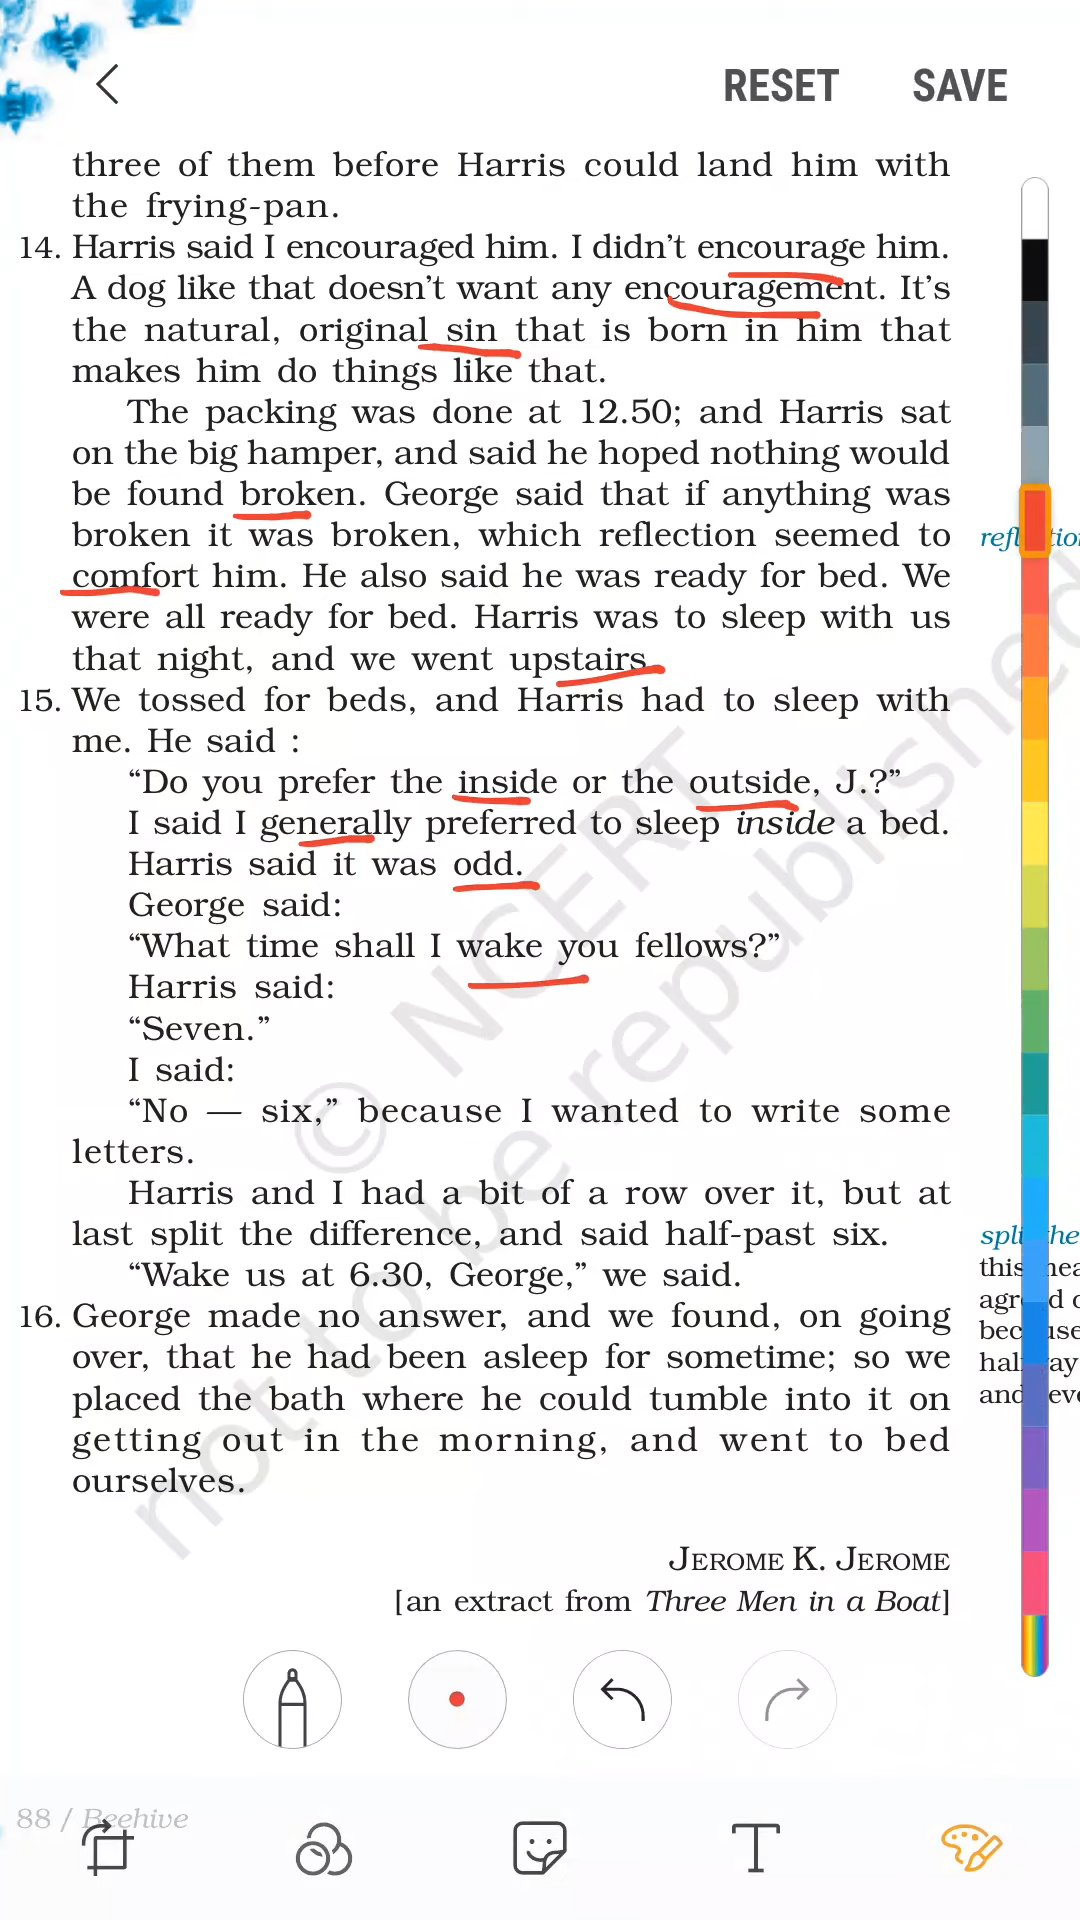 RESET SAVE
three of them before Harris could land him with
the frying-pan.
14. Harris said I encouraged him. I didn't encourage him.
A dog like that doesn't want any encouragement. It's
the natural, original sin that is born in him that
makes him do things like that.
The packing was done at 12.50; and Harris sat
on the big hamper, and said he hoped nothing would
be found broken. George said that if anything was
broken it was broken, which reflection seemed to
comfort him. He also said he was ready for bed. We
were all ready for bed. Harris was to sleep with us
that night, and we went upstairs.
15. We tossed for beds, and Harris had to sleep with
me. He said :
“Do you prefer the inside or the outside, J.?”
I said I generally preferred to sleep inside a bed.
Harris said it was odd.
George said:
“What time shall I wake you fellows?”
Harris said:
“Seven.”
I said:
“No — six,” because I wanted to write some
letters.
Harris and I had a bit of a row over it, but at
last split the difference, and said half-past six.
“Wake us at 6.30, George,” we said.
16. George made no answer, and we found, on going
over, that he had been asleep for sometime; so we
placed the bath where he could tumble into it on
getting out in the morning, and went to bed
ourselves.
JEROME K. JEROME
[an extract from Three Men in a Boat]
88 / Beehive
© NCERT
not to be republished